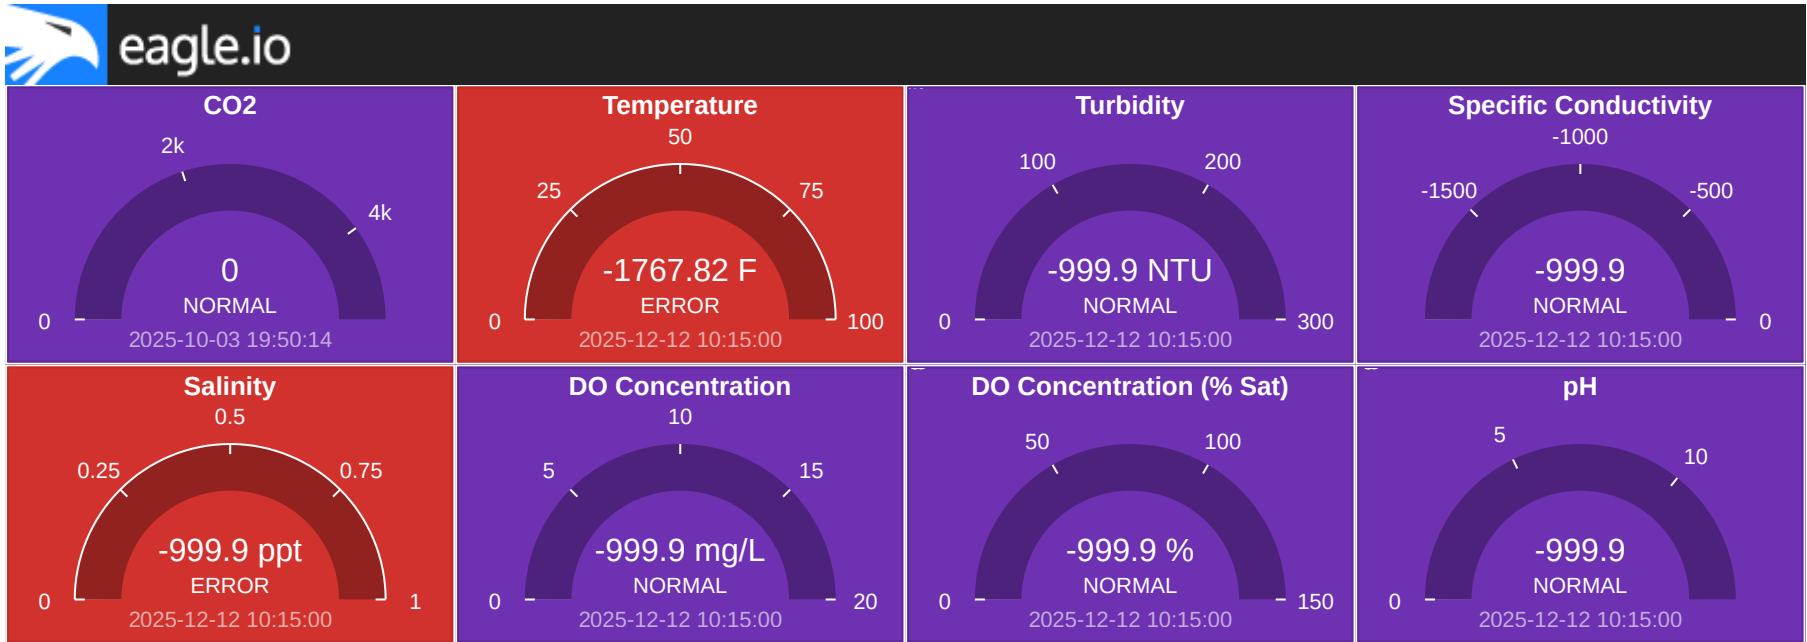 eagle.io
CO2
2k
4k
0
NORMAL
0
2025-10-03 19:50:14
Temperature
50
25
75
-1767.82 F
ERROR
0
100
2025-12-12 10:15:00
Turbidity
100
200
-999.9 NTU
NORMAL
0
300
2025-12-12 10:15:00
Specific Conductivity
-1000
-1500
-500
-999.9
NORMAL
0
2025-12-12 10:15:00
Salinity
0.5
0.25
0.75
-999.9 ppt
ERROR
0
1
2025-12-12 10:15:00
DO Concentration
10
5
15
-999.9 mg/L
NORMAL
0
20
2025-12-12 10:15:00
DO Concentration (% Sat)
50
100
-999.9 %
NORMAL
0
150
2025-12-12 10:15:00
pH
5
10
-999.9
NORMAL
0
2025-12-12 10:15:00